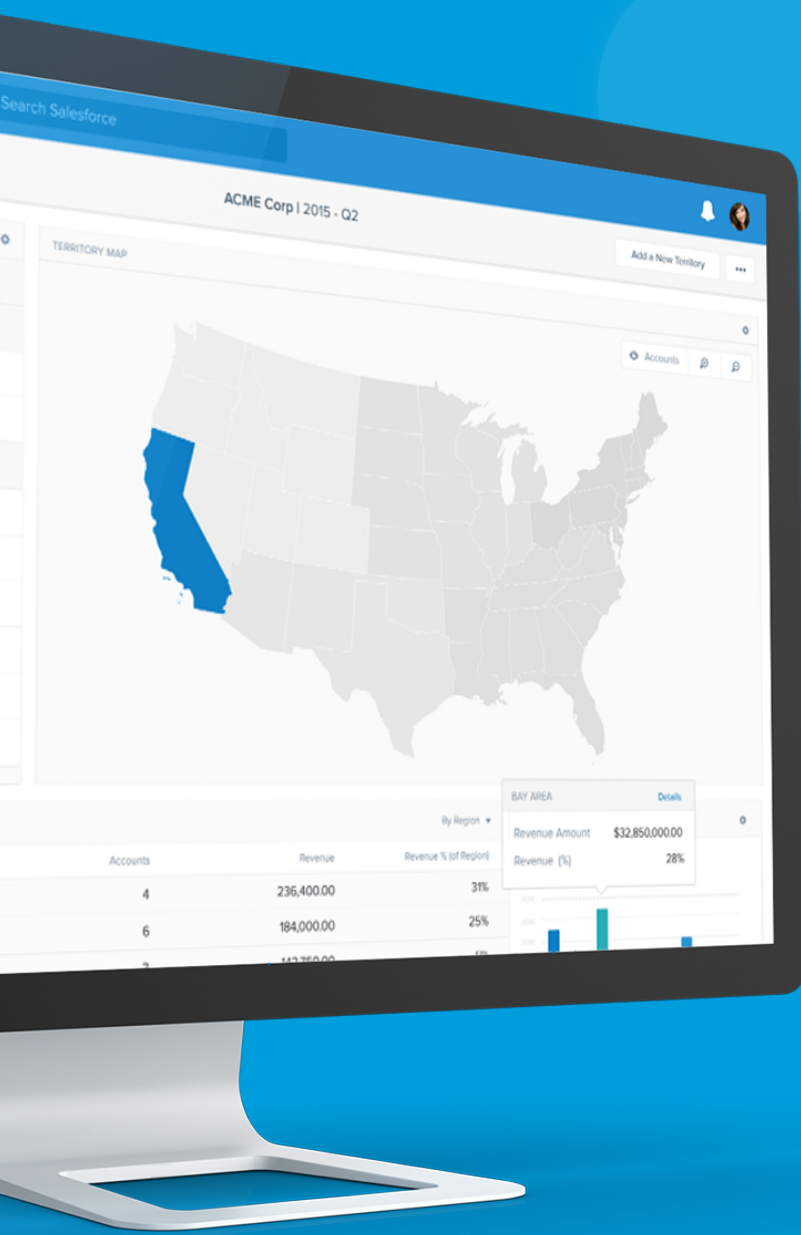 Search Salesforce
ACME Corp | 2015 - Q2
Add a New Territory
TERRITORY MAP
Accounts
BAY AREA Details
Revenue Amount $32,850,000.00
Revenue (%) 28%
By Region
Accounts Revenue Revenue % (of Region)
4 236,400.00 31%
6 184,000.00 25%